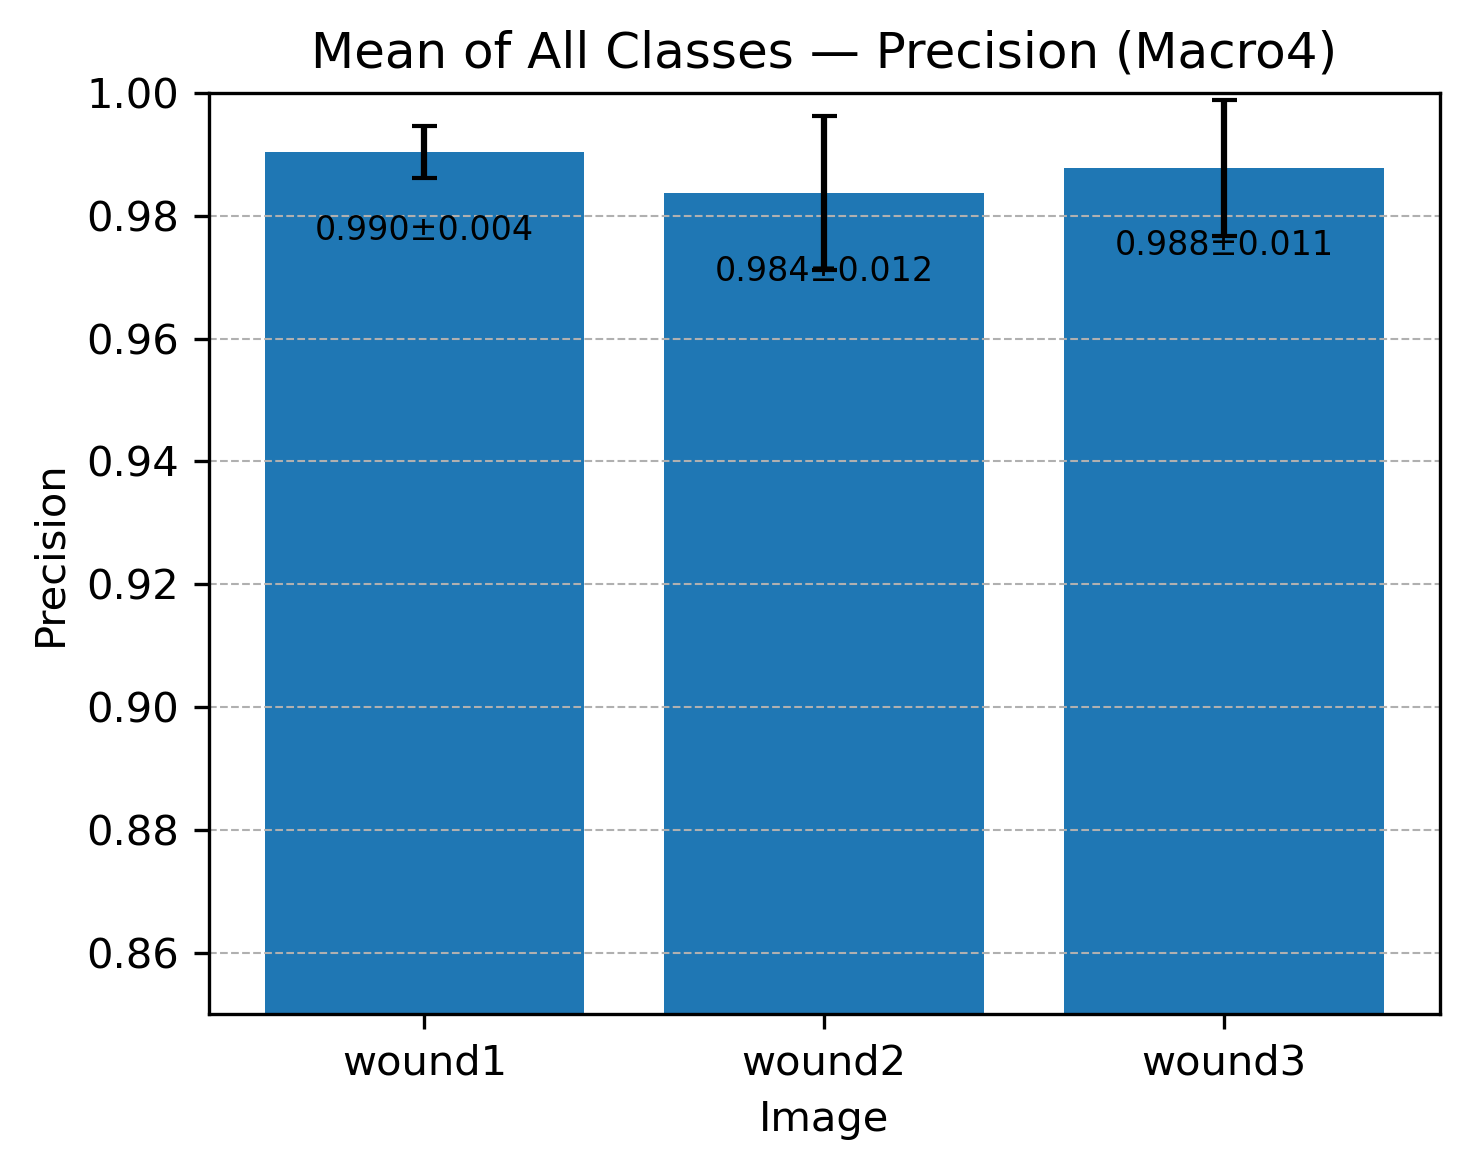 Mean of All Classes — Precision (Macro4)
1.00
0.98
0.96
0.94
0.92
0.90
0.88
0.86
Precision
0.990±0.004
0.984±0.012
0.988±0.011
wound1
wound2
wound3
Image